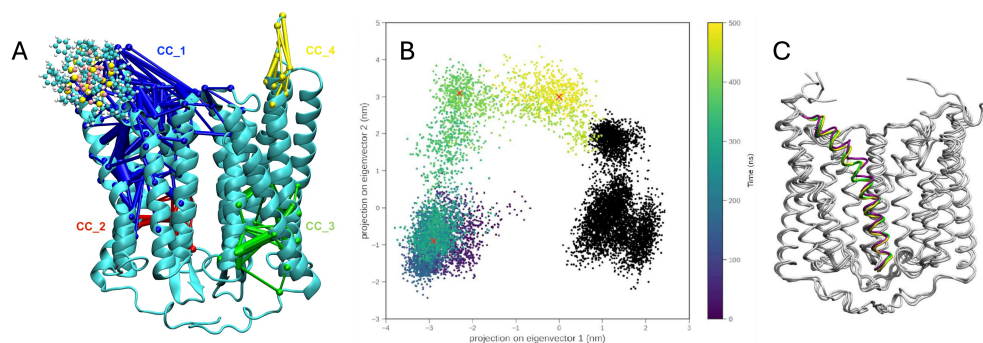 A
CC_1
CC_4
CC_2
CC_3
B
5
4
3
2
1
0
−1
−2
−3
−4
−3
−2
−1
0
1
2
3
projection on eigenvector 2 (nm)
projection on eigenvector 1 (nm)
500
400
300
200
100
0
Time (ns)
C